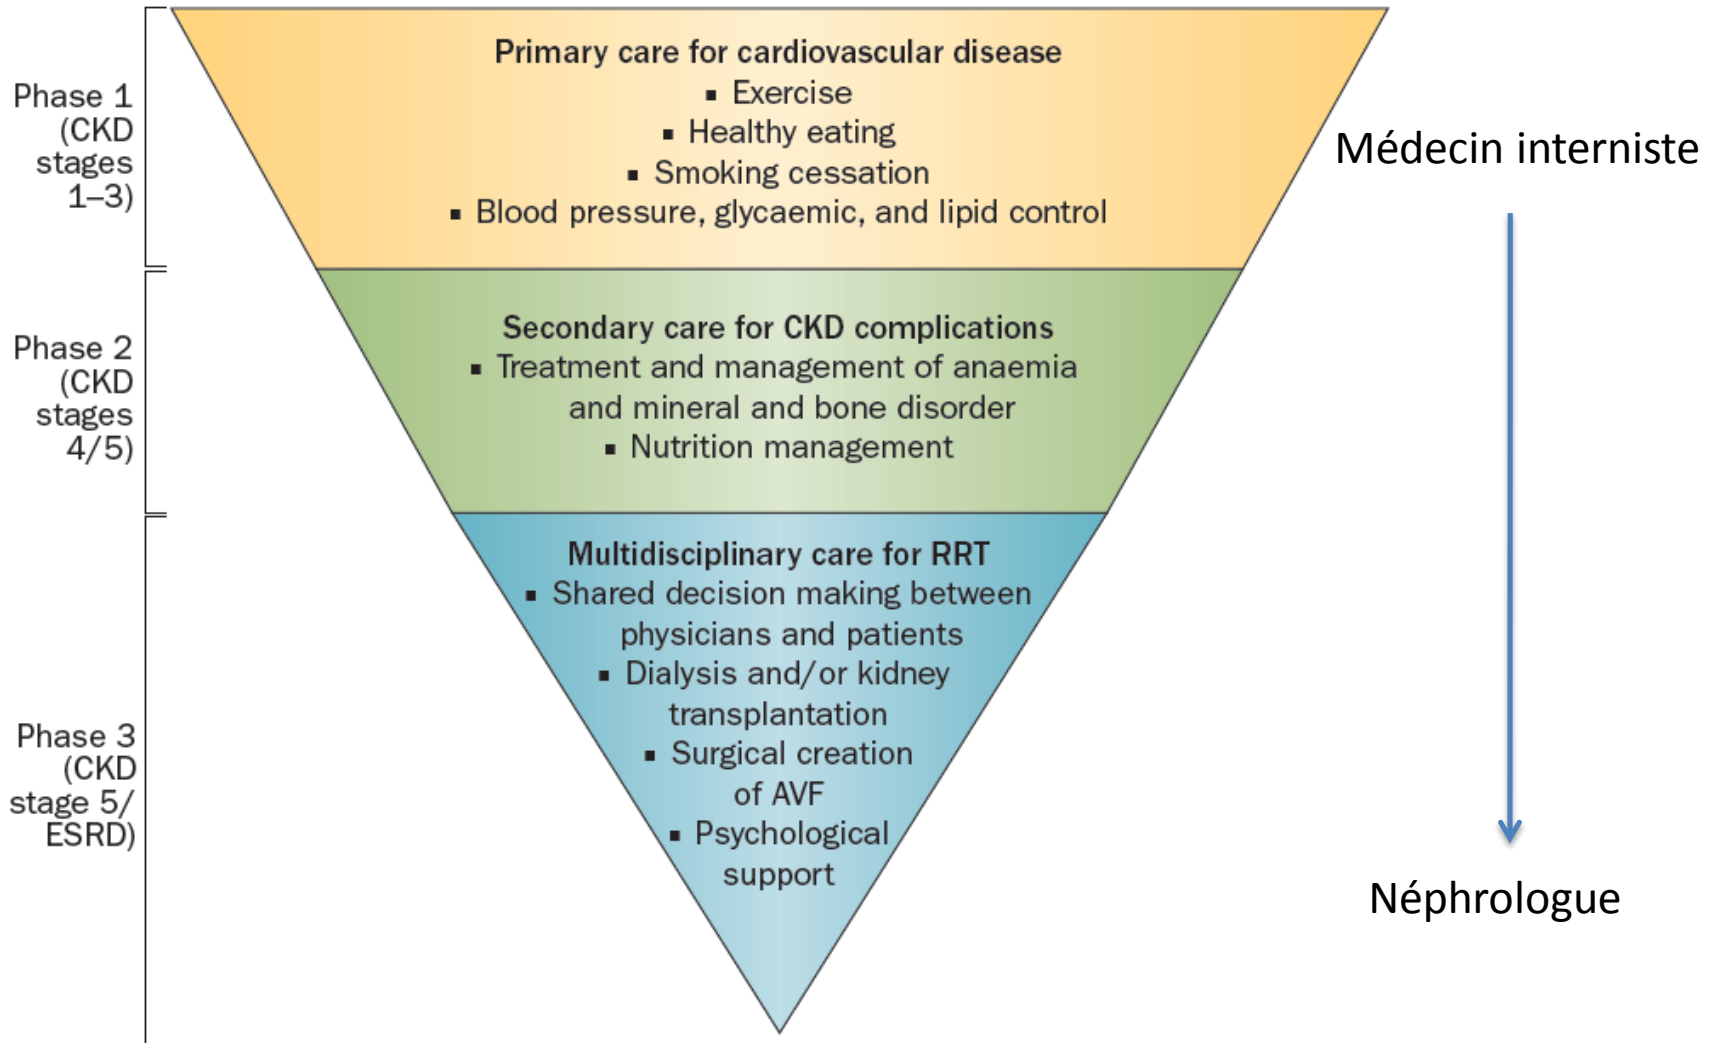 Phase 1
(CKD
stages
1–3)
Primary care for cardiovascular disease
▪ Exercise
▪ Healthy eating
▪ Smoking cessation
▪ Blood pressure, glycaemic, and lipid control
Médecin interniste
Phase 2
(CKD
stages
4/5)
Secondary care for CKD complications
▪ Treatment and management of anaemia
and mineral and bone disorder
▪ Nutrition management
Phase 3
(CKD
stage 5/
ESRD)
Multidisciplinary care for RRT
▪ Shared decision making between
physicians and patients
▪ Dialysis and/or kidney
transplantation
▪ Surgical creation
of AVF
▪ Psychological
support
Néphrologue